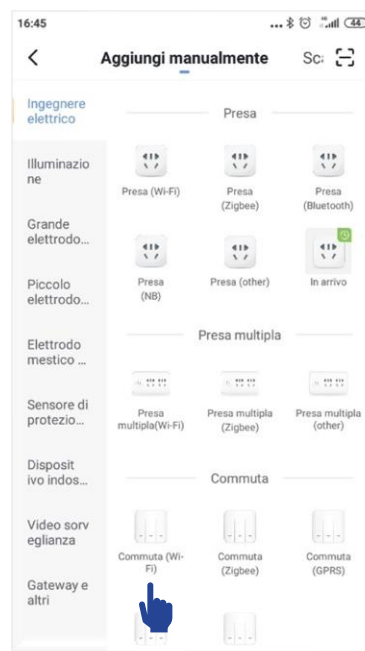 16:45
44
Aggiungi manualmente
Ingegnere
elettrico
Illuminazio
ne
Grande
elettrodo...
Piccolo
elettrodo...
Elettrodo
mestico ...
Sensore di
protezio...
Disposit
ivo indos...
Video sorv
eglianza
Gateway e
altri
Presa
Presa (Wi-Fi)
Presa
(Zigbee)
Presa
(Bluetooth)
Presa
(NB)
Presa (other)
In arrivo
Presa multipla
Presa
multipla(Wi-Fi)
Presa multipla
(Zigbee)
Presa multipla
(other)
Commuta
Commuta (Wi-
Fi)
Commuta
(Zigbee)
Commuta
(GPRS)